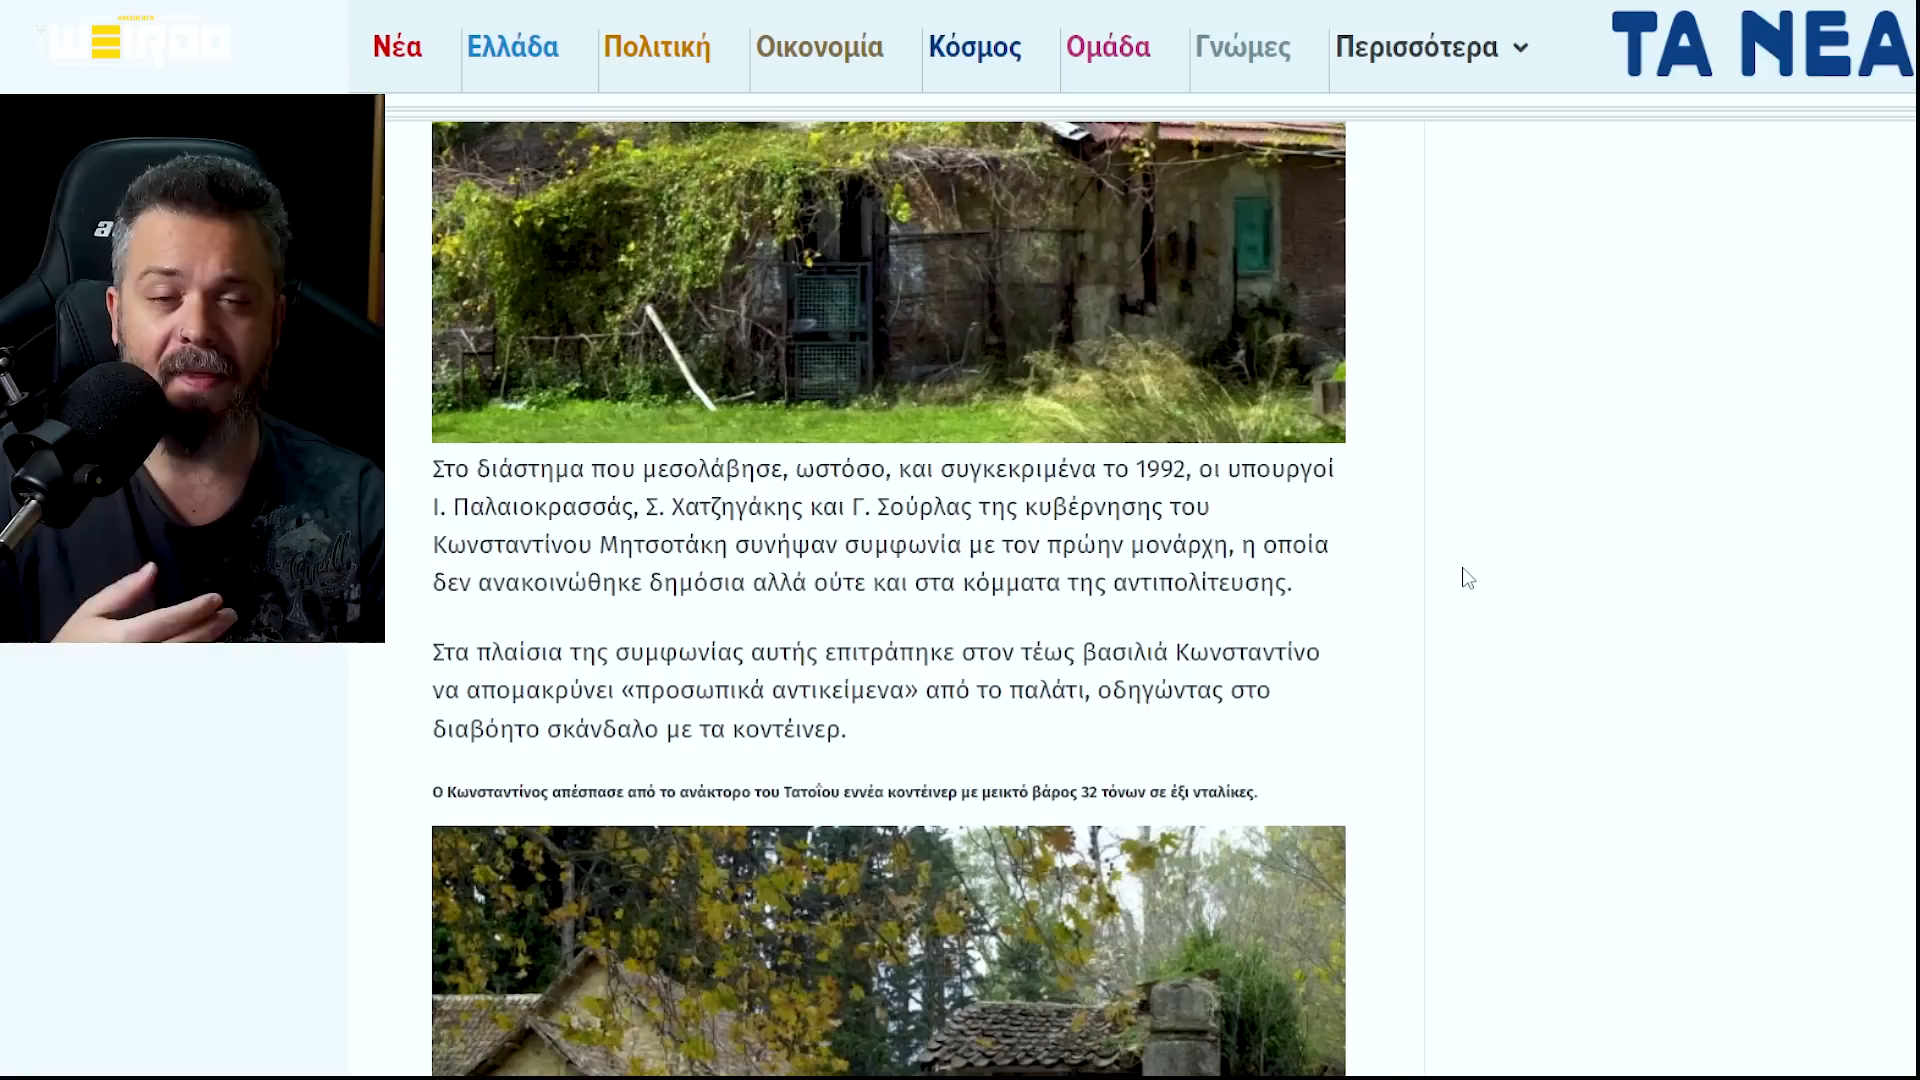 WEIRDO
Νέα
Ελλάδα
Πολιτική
Οικονομία
Κόσμος
Ομάδα
Γνώμες
Περισσότερα
ΤΑ ΝΕΑ
Στο διάστημα που μεσολάβησε, ωστόσο, και συγκεκριμένα το 1992, οι υπουργοί
Ι. Παλαιοκρασσάς, Σ. Χατζηγάκης και Γ. Σούρλας της κυβέρνησης του
Κωνσταντίνου Μητσοτάκη συνήψαν συμφωνία με τον πρώην μονάρχη, η οποία
δεν ανακοινώθηκε δημόσια αλλά ούτε και στα κόμματα της αντιπολίτευσης.
Στα πλαίσια της συμφωνίας αυτής επιτράπηκε στον τέως βασιλιά Κωνσταντίνο
να απομακρύνει «προσωπικά αντικείμενα» από το παλάτι, οδηγώντας στο
διαβόητο σκάνδαλο με τα κοντέινερ.
Ο Κωνσταντίνος απέσπασε από το ανάκτορο του Τατοΐου εννέα κοντέινερ με μεικτό βάρος 32 τόνων σε έξι νταλίκες.